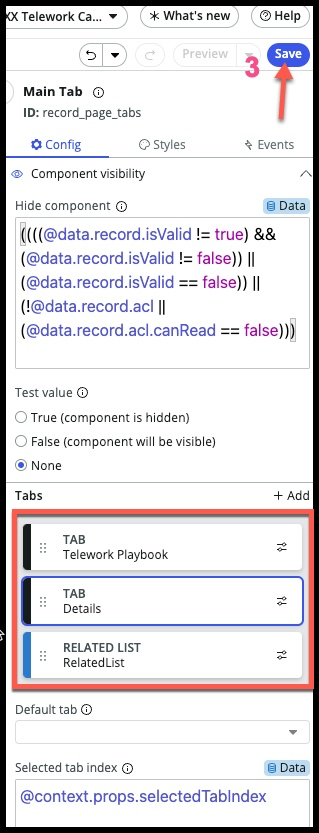 XX Telework Ca...
What's new
Help
Preview
Save
3
Main Tab
ID: record_page_tabs
Config
Styles
Events
Component visibility
Hide component
Data
((((@data.record.isValid != true) &&
(@data.record.isValid != false)) ||
(@data.record.isValid == false)) ||
(!@data.record.acl ||
(@data.record.acl.canRead == false)))
Test value
True (component is hidden)
False (component will be visible)
None
Tabs
+ Add
TAB
Telework Playbook
TAB
Details
RELATED LIST
RelatedList
Default tab
Selected tab index
Data
@context.props.selectedTabIndex